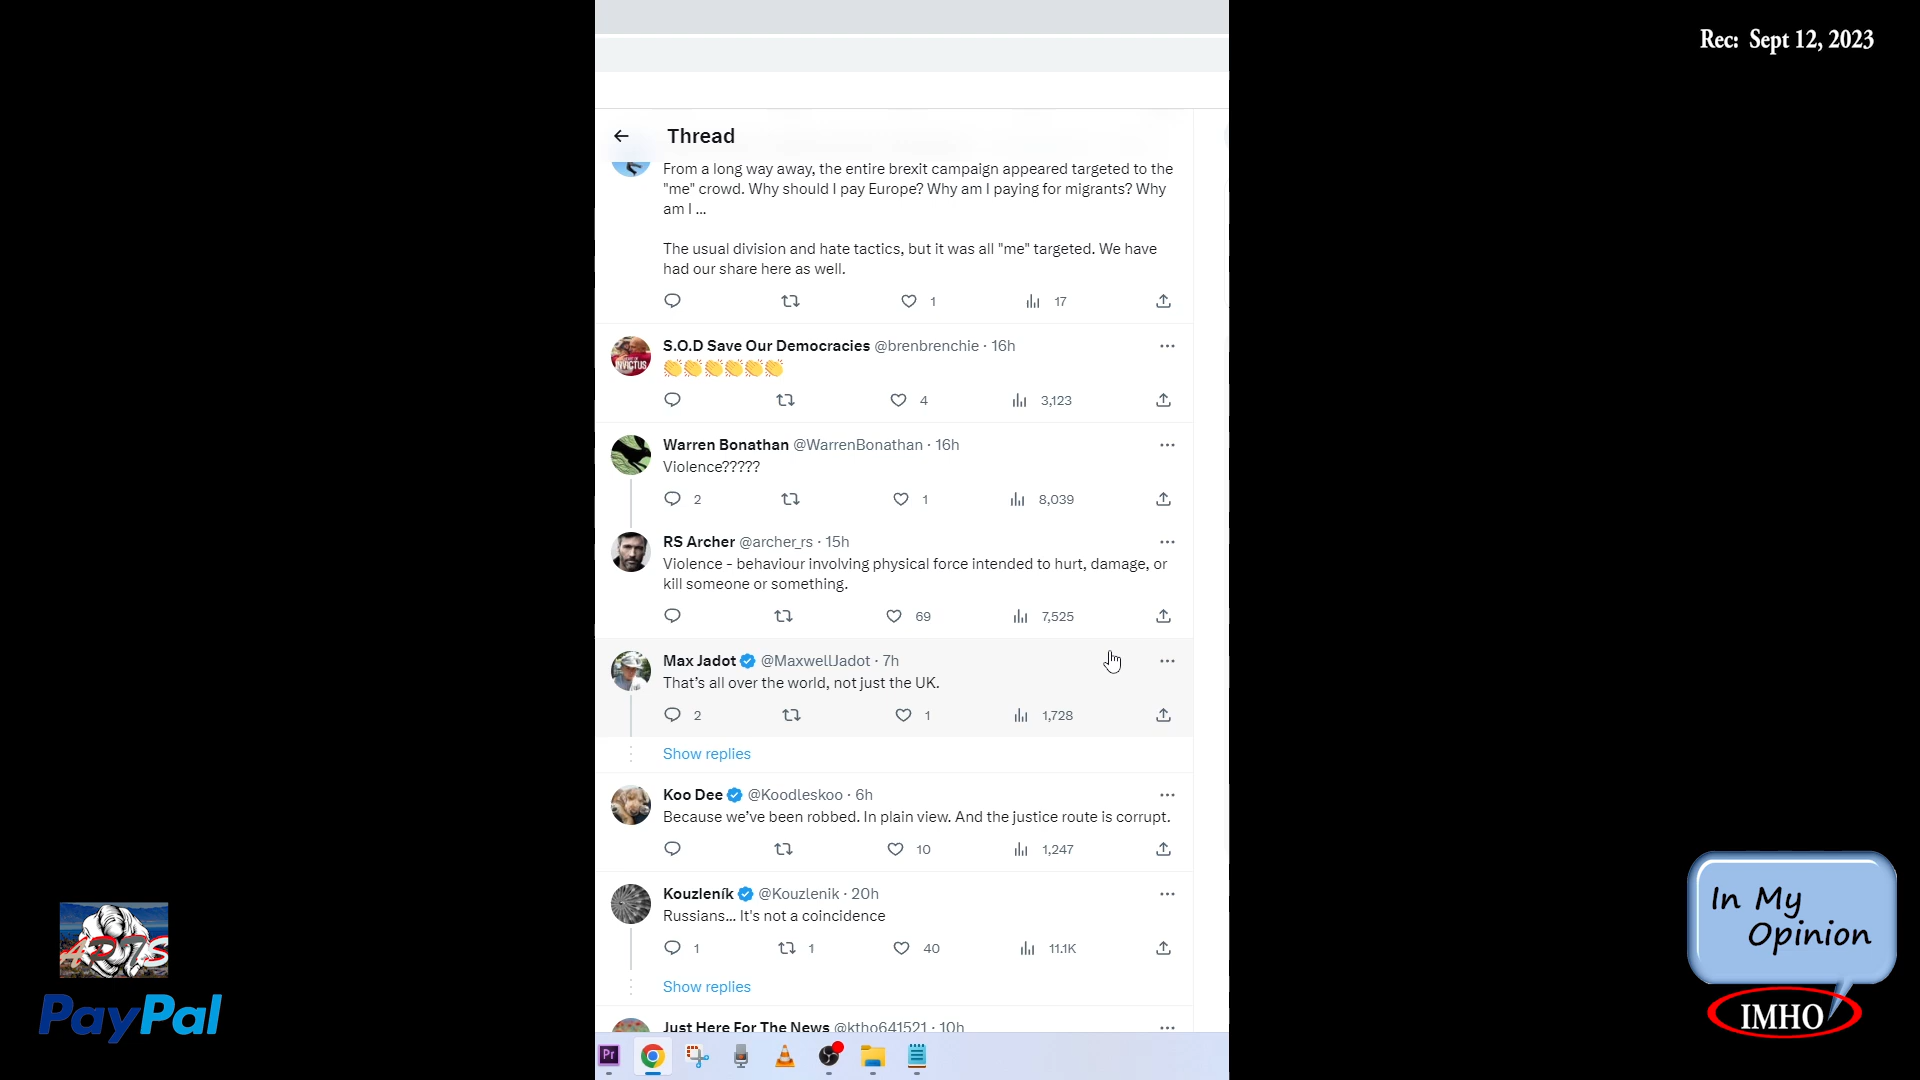 Rec: Sept 12, 2023
Thread
From a long way away, the entire brexit campaign appeared targeted to the
"me" crowd. Why should I pay Europe? Why am I paying for migrants? Why
am I ...
The usual division and hate tactics, but it was all "me" targeted. We have
had our share here as well.
1 17
S.O.D Save Our Democracies @brenbrenchie · 16h
👏👏👏👏👏👏
4 3,123
Warren Bonathan @WarrenBonathan · 16h
Violence?????
2 1 8,039
RS Archer @archer_rs · 15h
Violence - behaviour involving physical force intended to hurt, damage, or
kill someone or something.
69 7,525
Max Jadot @MaxwellJadot · 7h
That's all over the world, not just the UK.
2 1 1,728
Show replies
Koo Dee @Koodleskoo · 6h
Because we've been robbed. In plain view. And the justice route is corrupt.
10 1,247
Kouzleník @Kouzlenik · 20h
Russians... It's not a coincidence
1 1 40 11.1K
Show replies
Just Here For The News @ktho641521 · 10h
INVICTUS
Pr
PayPal
In My
Opinion
IMHO